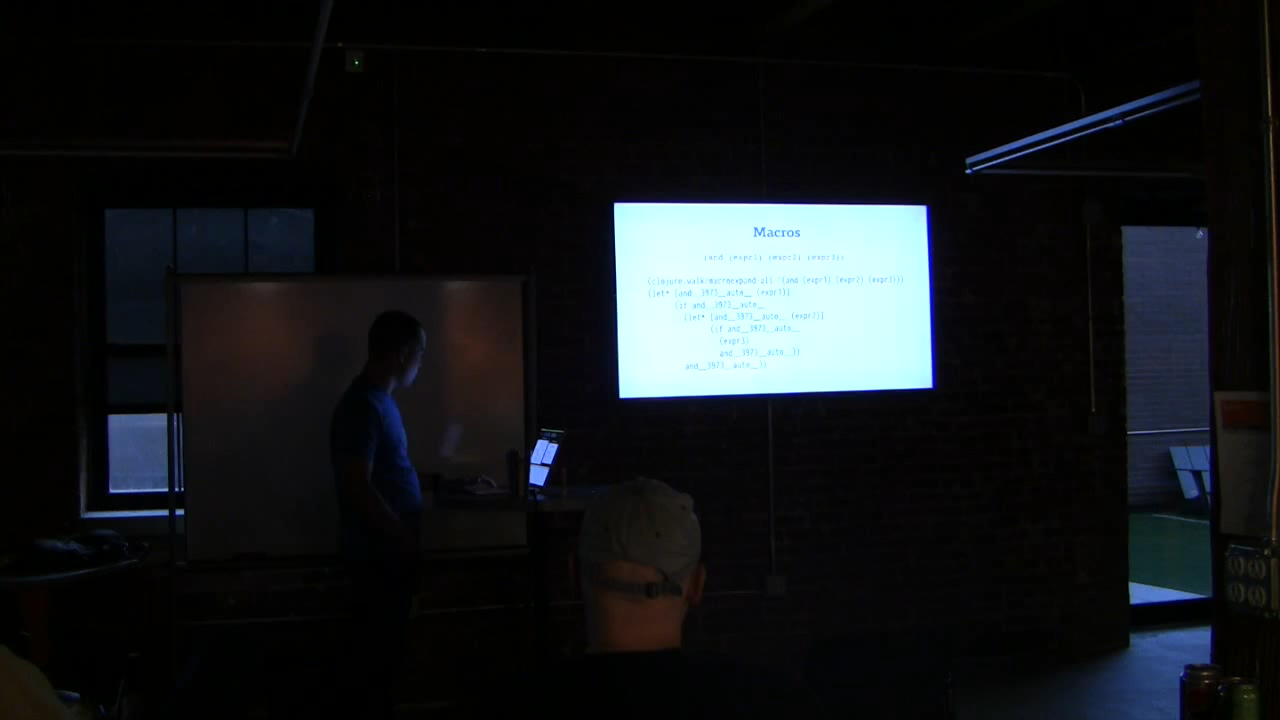 Macros
(and (expr1) (expr2) (expr3))
(clojure.walk/macroexpand-all '(and (expr1) (expr2) (expr3)))
(let* [and__3973__auto__ (expr1)]
(if and__3973__auto__
(let* [and__3973__auto__ (expr2)]
(if and__3973__auto__
(expr3)
and__3973__auto__))
and__3973__auto__))